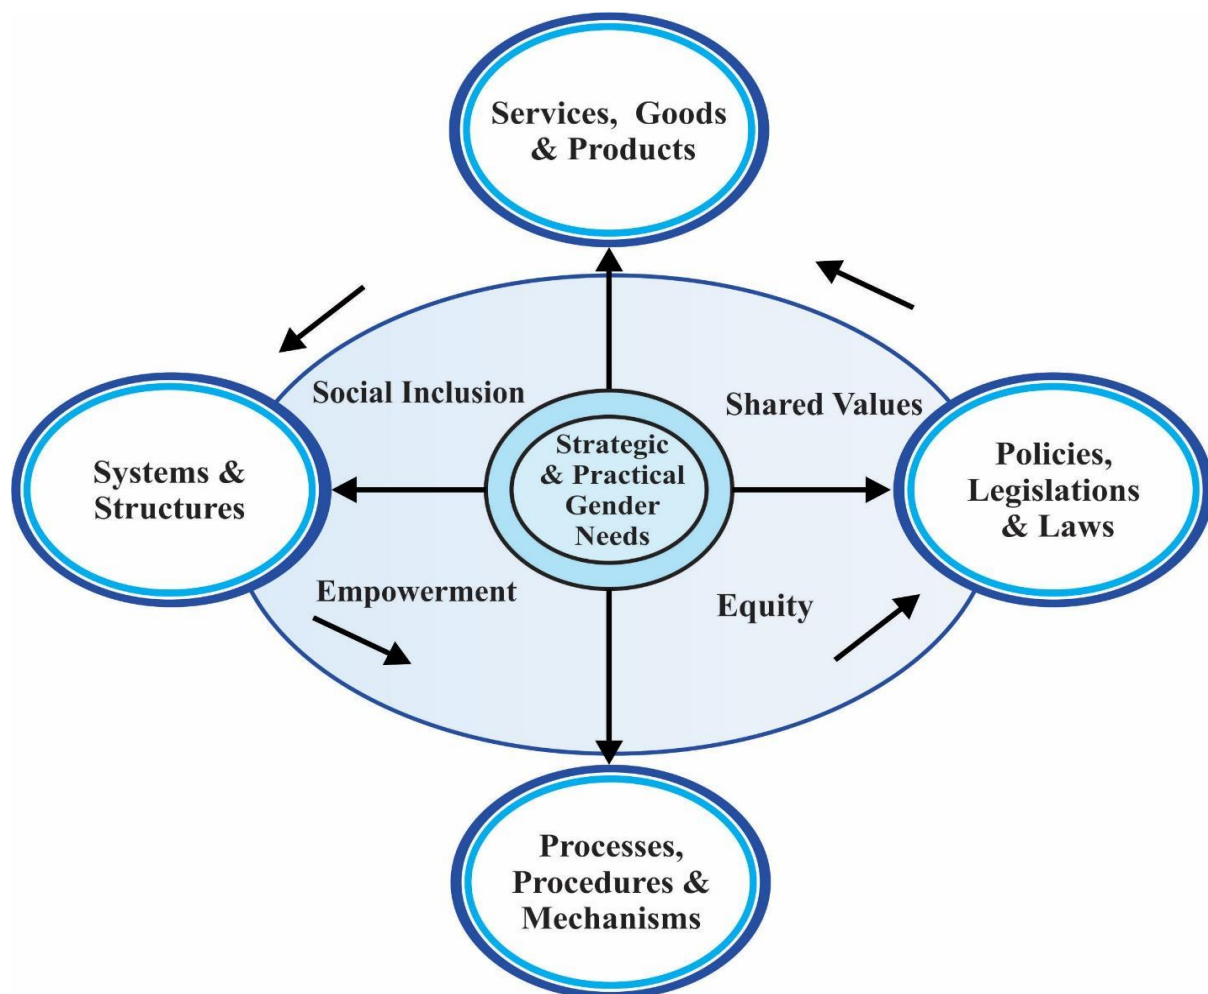 Services, Goods
& Products
Social Inclusion
Shared Values
Systems &
Structures
Strategic
& Practical
Gender
Needs
Policies,
Legislations
& Laws
Empowerment
Equity
Processes,
Procedures &
Mechanisms